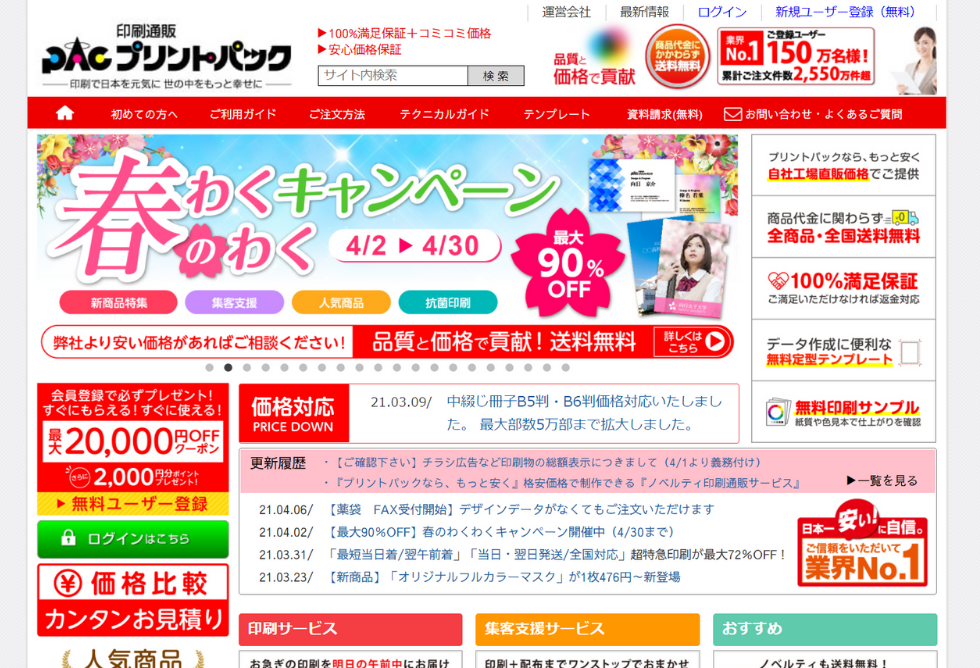 運営会社
最新情報
ログイン
新規ユーザー登録（無料）
印刷通販
PAC プリントパック
印刷で日本を元気に 世の中をもっと幸せに
▶100%満足保証＋コミコミ価格
▶安心価格保証
サイト内検索
検 索
品質と
価格で貢献
商品代金に
かかわらず
送料無料
業界
No.1
ご登録ユーザー
150万名様！
累計ご注文件数2,550万件超
初めての方へ
ご利用ガイド
ご注文方法
テクニカルガイド
テンプレート
資料請求(無料)
お問い合わせ・よくあるご質問
春のわくわくキャンペーン
4/2 ▶ 4/30
最大
90%
OFF
新商品特集
集客支援
人気商品
抗菌印刷
弊社より安い価格があればご相談ください！
品質と価格で貢献！送料無料
詳しくは
こちら
プリントパックなら、もっと安く
自社工場直販価格でご提供
商品代金に関わらず
全商品・全国送料無料
100%満足保証
ご満足いただけなければ返金対応
データ作成に便利な
無料定型テンプレート
無料印刷サンプル
紙質や色見本で仕上がりを確認
会員登録で必ずプレゼント！
すぐにもらえる！すぐに使える！
最大20,000円OFFクーポン
さらに2,000円分ポイントプレゼント！
▶ 無料ユーザー登録
ログインはこちら
価格比較
カンタンお見積り
人気商品
価格対応
PRICE DOWN
21.03.09/
中綴じ冊子B5判・B6判価格対応いたしまし
た。 最大部数5万部まで拡大しました。
更新履歴
・【ご確認下さい】チラシ広告など印刷物の総額表示につきまして（4/1より義務付け）
・『プリントパックなら、もっと安く』格安価格で制作できる『ノベルティ印刷通販サービス』
▶一覧を見る
21.04.06/ 【薬袋　FAX受付開始】デザインデータがなくてもご注文いただけます
21.04.02/ 【最大90％OFF】春のわくわくキャンペーン開催中（4/30まで）
21.03.31/ 「最短当日着/翌午前着」「当日・翌日発送/全国対応」超特急印刷が最大72％OFF！
21.03.23/ 【新商品】「オリジナルフルカラーマスク」が1枚476円～新登場
日本一安い！に自信。
ご信頼をいただいて
業界No.1
印刷サービス
集客支援サービス
おすすめ
お急ぎの印刷を明日の午前中にお届け
印刷＋配布までワンストップでおまかせ
ノベルティも送料無料！